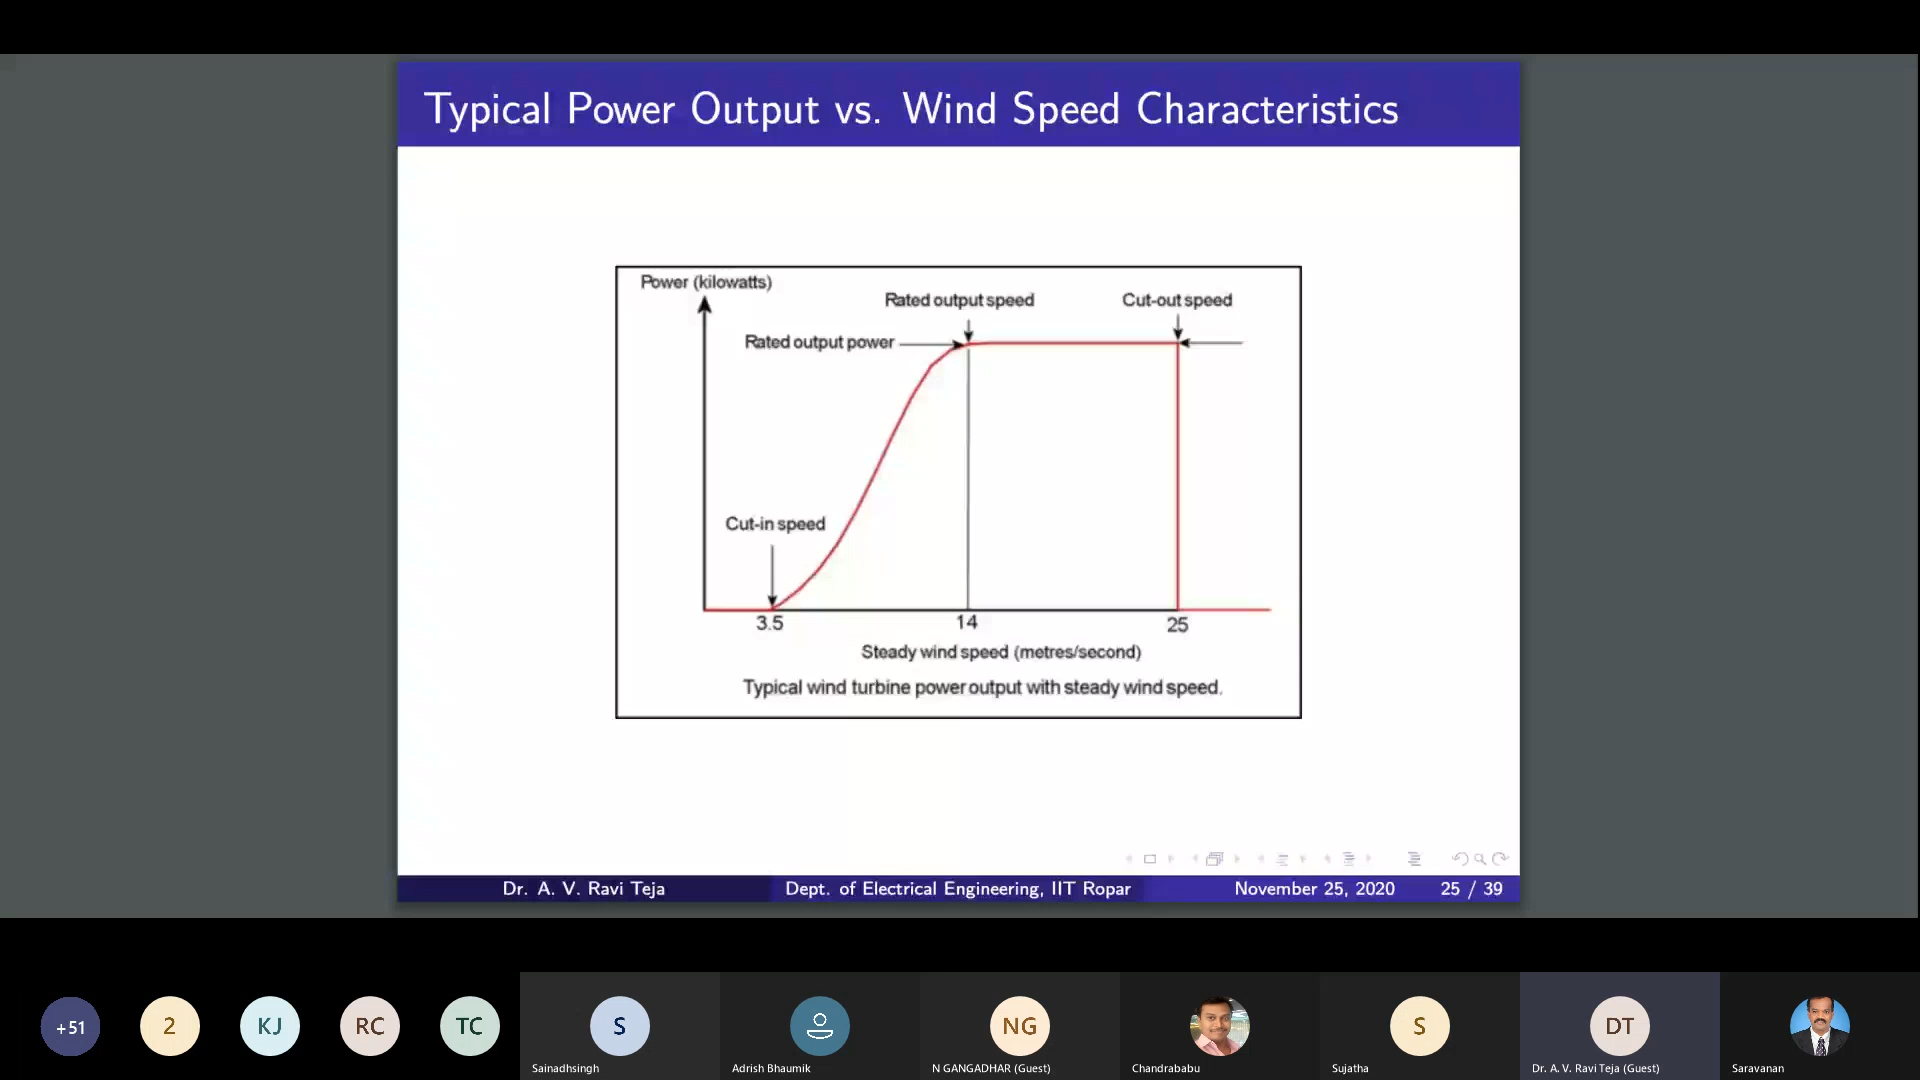 Typical Power Output vs. Wind Speed Characteristics
Power (kilowatts)
Rated output speed
Cut-out speed
Rated output power
Cut-in speed
3.5
14
25
Steady wind speed (metres/second)
Typical wind turbine power output with steady wind speed.
Dr. A. V. Ravi Teja
Dept. of Electrical Engineering, IIT Ropar
November 25, 2020
25 / 39
+51
2
KJ
RC
TC
S
NG
S
DT
Sainadhsingh
Adrish Bhaumik
N GANGADHAR (Guest)
Chandrababu
Sujatha
Dr. A. V. Ravi Teja (Guest)
Saravanan